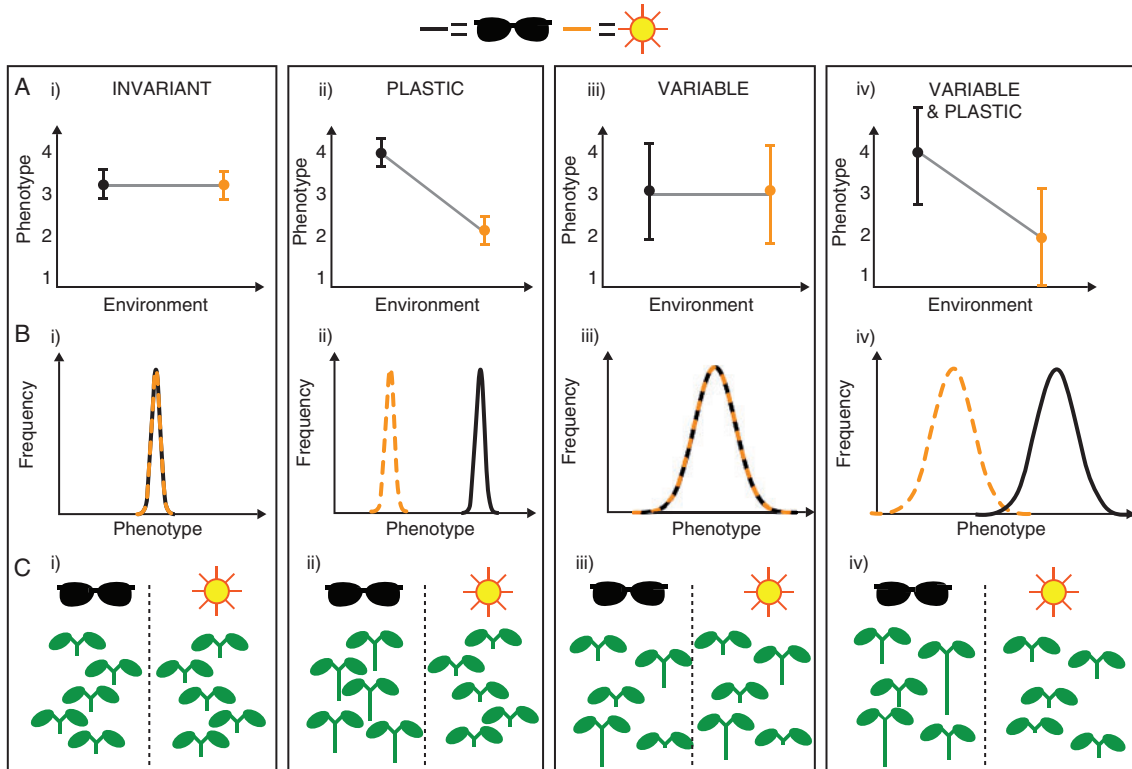 A
i)
INVARIANT
ii)
PLASTIC
iii)
VARIABLE
iv)
VARIABLE
& PLASTIC
Phenotype
4
3
2
1
Environment
Phenotype
4
3
2
1
Environment
Phenotype
4
3
2
1
Environment
Phenotype
4
3
2
1
Environment
B
i)
ii)
iii)
iv)
Frequency
Phenotype
Frequency
Phenotype
Frequency
Phenotype
Frequency
Phenotype
C
i)
ii)
iii)
iv)